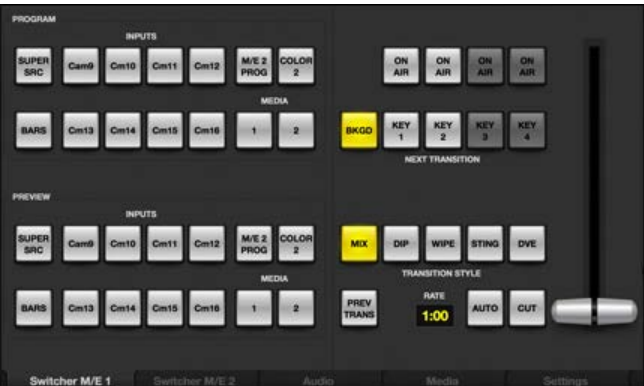 PROGRAM
INPUTS
SUPER SRC Cam9 Cm10 Cm11 Cm12 M/E 2 PROG COLOR 2
ON AIR ON AIR ON AIR ON AIR
MEDIA
BARS Cm13 Cm14 Cm15 Cm16 1 2
BKGD KEY 1 KEY 2 KEY 3 KEY 4
NEXT TRANSITION
PREVIEW
INPUTS
SUPER SRC Cam9 Cm10 Cm11 Cm12 M/E 2 PROG COLOR 2
MIX DIP WIPE STING DVE
MEDIA
TRANSITION STYLE
BARS Cm13 Cm14 Cm15 Cm16 1 2
PREV TRANS RATE 1:00 AUTO CUT
Switcher M/E 1 Switcher M/E 2 Audio Media Settings